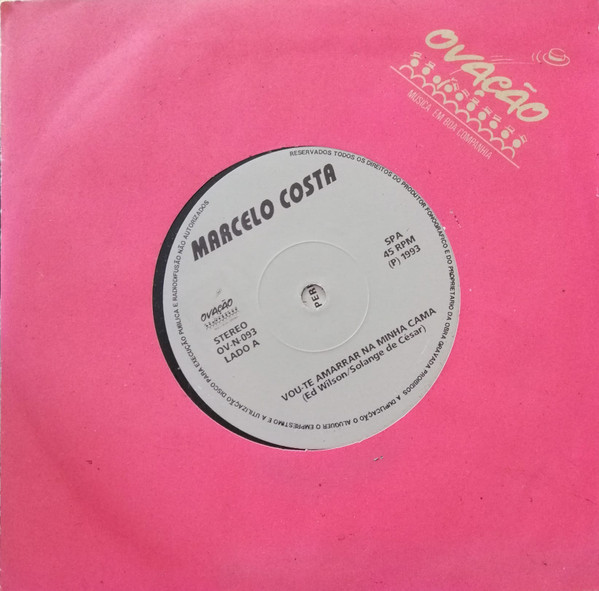 OVAÇÃO
MÚSICA EM BOA COMPANHIA
RESERVADOS TODOS OS DIREITOS DO PRODUTOR FONOGRÁFICO E DO PROPRIETÁRIO DA OBRA GRAVADA PROIBIDOS A DUPLICAÇÃO O ALUGUER O EMPRESTIMO E A UTILIZAÇÃO DISCO PARA EXECUÇÃO PÚBLICA E RADIODIFUSÃO NÃO AUTORIZADOS
MARCELO COSTA
SPA
45 RPM
(P) 1993
OVAÇÃO
STEREO
OV-N-093
LADO A
PER
VOU-TE AMARRAR NA MINHA CAMA
(Ed Wilson/Solange de César)